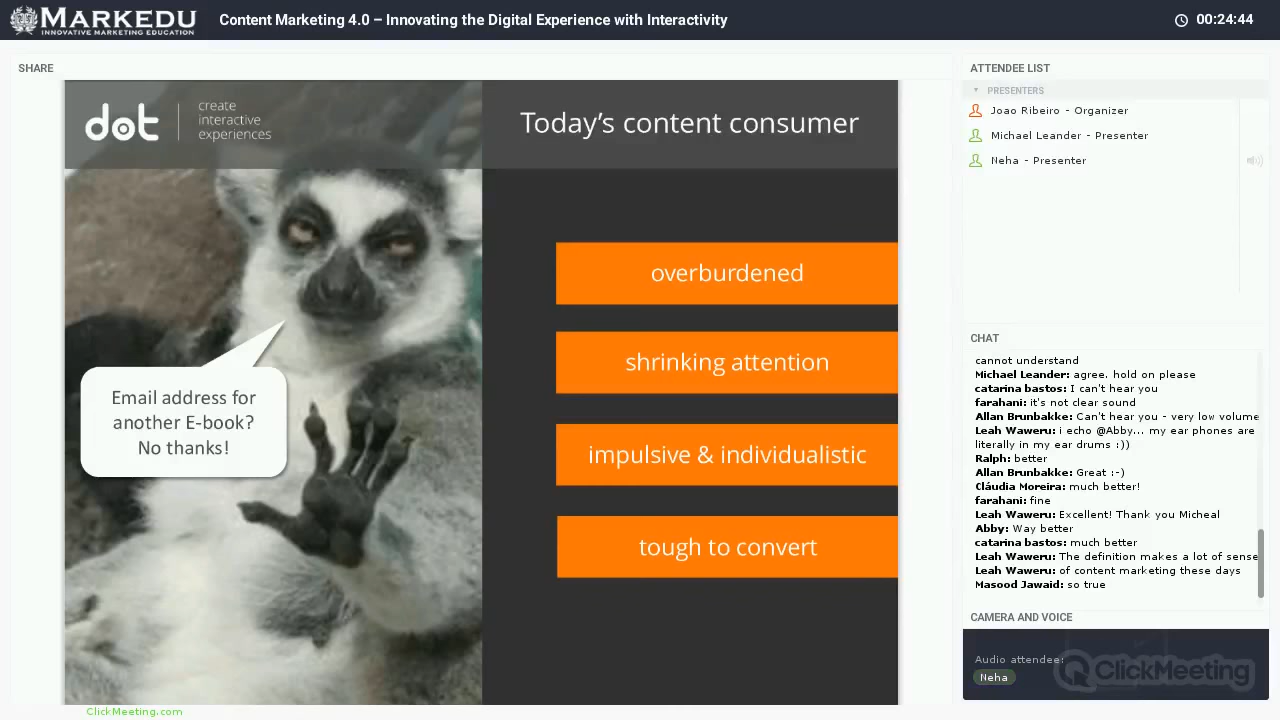 MARKEDU
INNOVATIVE MARKETING EDUCATION
Content Marketing 4.0 – Innovating the Digital Experience with Interactivity
00:24:44
SHARE
dot
create
interactive
experiences
Today's content consumer
overburdened
shrinking attention
impulsive & individualistic
tough to convert
Email address for
another E-book?
No thanks!
ClickMeeting.com
ATTENDEE LIST
PRESENTERS
Joao Ribeiro - Organizer
Michael Leander - Presenter
Neha - Presenter
CHAT
cannot understand
Michael Leander: agree. hold on please
catarina bastos: I can't hear you
farahani: it's not clear sound
Allan Brunbakke: Can't hear you - very low volume
Leah Waweru: i echo @Abby... my ear phones are
literally in my ear drums :))
Ralph: better
Allan Brunbakke: Great :-)
Cláudia Moreira: much better!
farahani: fine
Leah Waweru: Excellent! Thank you Micheal
Abby: Way better
catarina bastos: much better
Leah Waweru: The definition makes a lot of sense
Leah Waweru: of content marketing these days
Masood Jawaid: so true
CAMERA AND VOICE
Audio attendee:
Neha
ClickMeeting